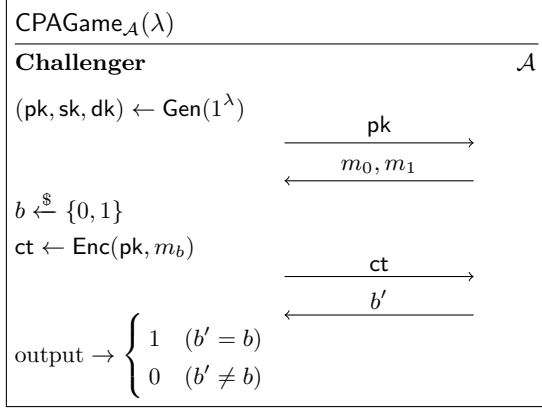 CPAGame_𝒜(λ)
Challenger 𝒜
(pk, sk, dk) ← Gen(1^λ)
pk
m_0, m_1
b ←$ {0, 1}
ct ← Enc(pk, m_b)
ct
b′
output → { 1 (b′ = b)
0 (b′ ≠ b)